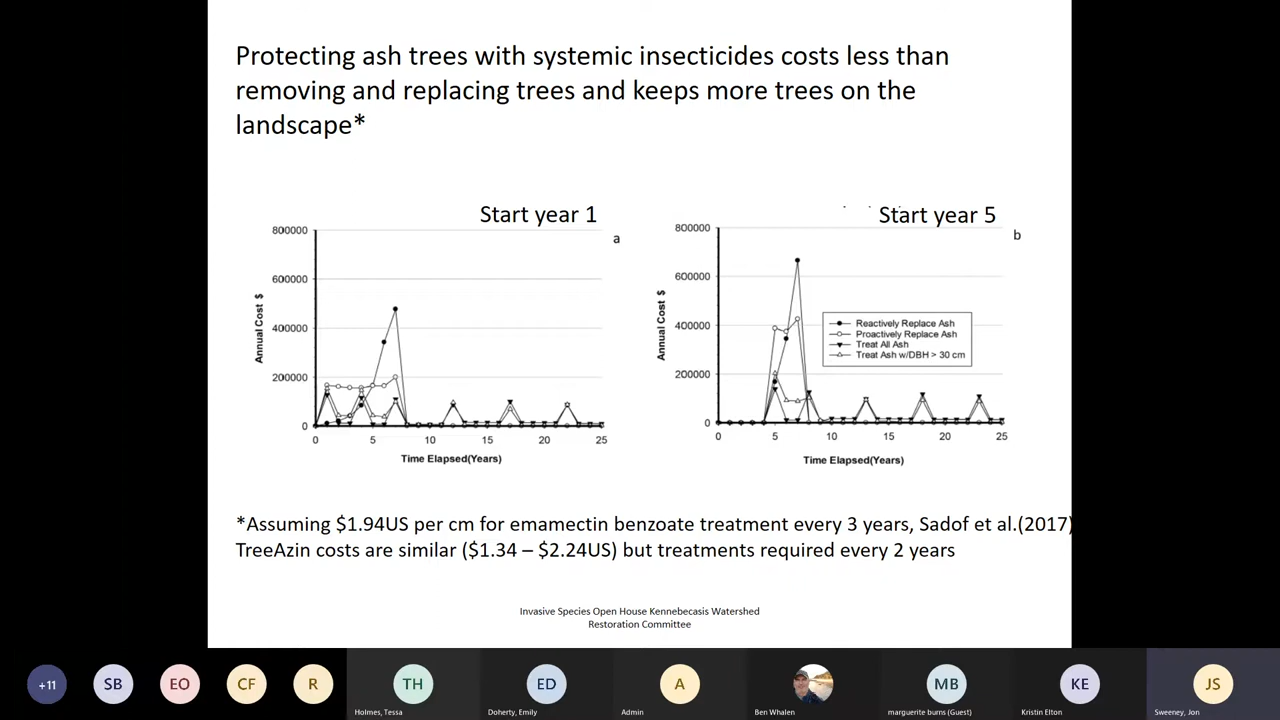 Protecting ash trees with systemic insecticides costs less than
removing and replacing trees and keeps more trees on the
landscape*
Start year 1
a
800000
600000
400000
200000
0
Annual Cost $
0 5 10 15 20 25
Time Elapsed(Years)
Start year 5
b
800000
600000
400000
200000
0
Annual Cost $
Reactively Replace Ash
Proactively Replace Ash
Treat All Ash
Treat Ash w/DBH > 30 cm
0 5 10 15 20 25
Time Elapsed(Years)
*Assuming $1.94US per cm for emamectin benzoate treatment every 3 years, Sadof et al.(2017)
TreeAzin costs are similar ($1.34 – $2.24US) but treatments required every 2 years
Invasive Species Open House Kennebecasis Watershed
Restoration Committee
+11 SB EO CF R TH ED A MB KE JS
Holmes, Tessa Doherty, Emily Admin Ben Whalen marguerite burns (Guest) Kristin Elton Sweeney, Jon